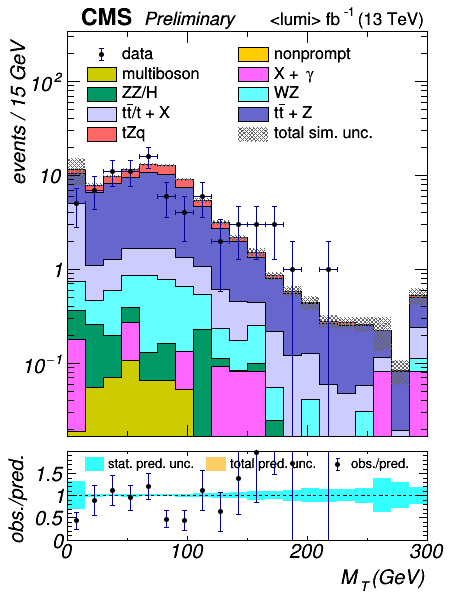 CMS Preliminary <lumi> fb⁻¹ (13 TeV)
events / 15 GeV
10²
10
1
10⁻¹
data
nonprompt
multiboson
X + γ
ZZ/H
WZ
tt̄/t + X
tt̄ + Z
tZq
total sim. unc.
obs./pred.
1.5
1
0.5
0
stat. pred. unc.
total pred. unc.
obs./pred.
0 100 200 300
M_T(GeV)